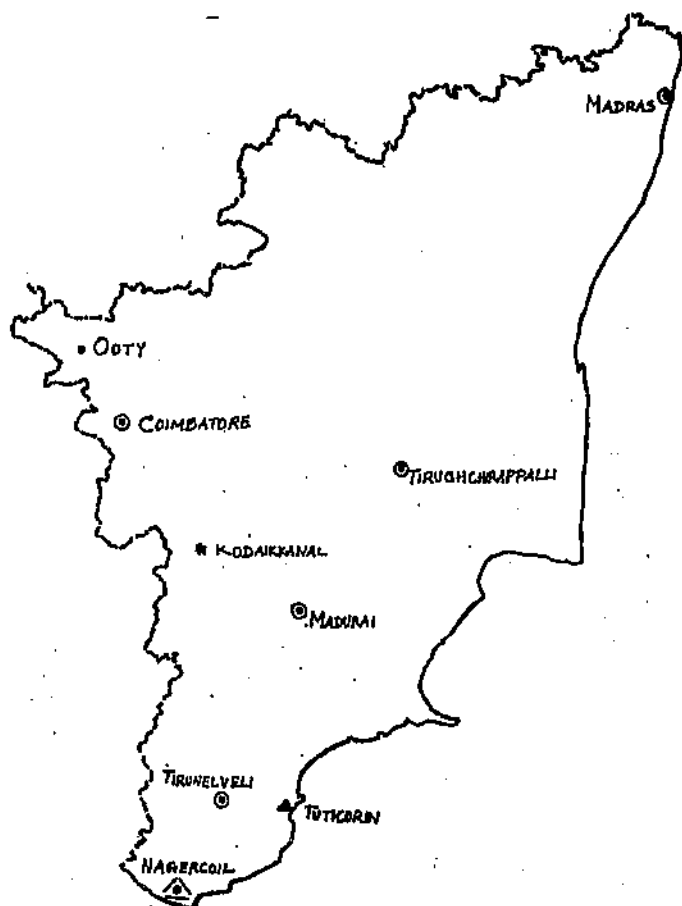 MADRAS
OOTY
COIMBATORE
TIRUCHCHIRAPPALLI
KODAIKKANAL
MADURAI
TIRUNELVELI
TUTICORIN
NAGERCOIL